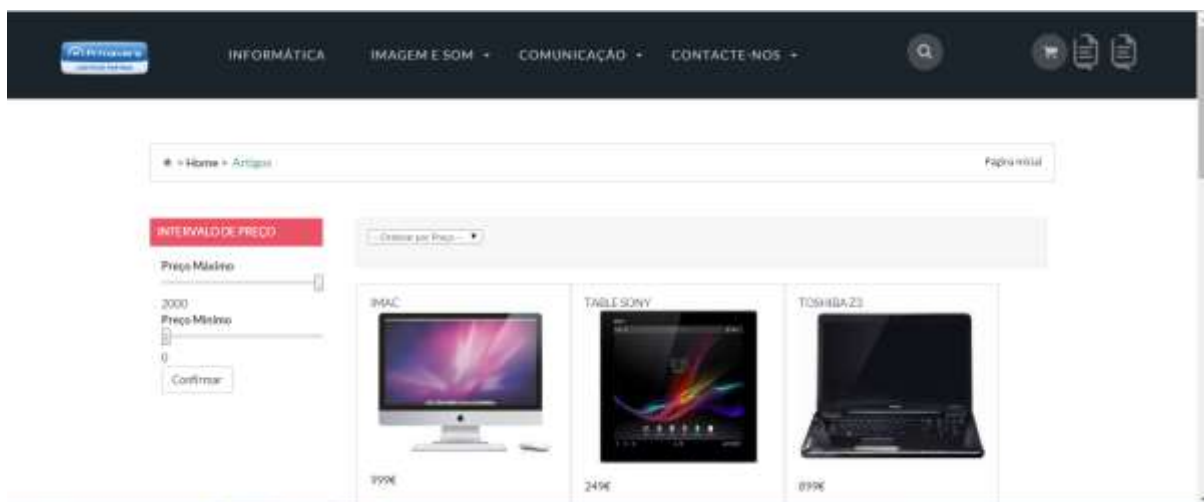 INFORMÁTICA
IMAGEM E SOM
COMUNICAÇÃO
CONTACTE-NOS
» Home » Artigos
Página inicial
INTERVALO DE PREÇO
-- Ordenar por Preço --
Preço Máximo
2000
Preço Mínimo
0
Confirmar
IMAC
TABLE SONY
TOSHIBA Z3
999€
249€
899€